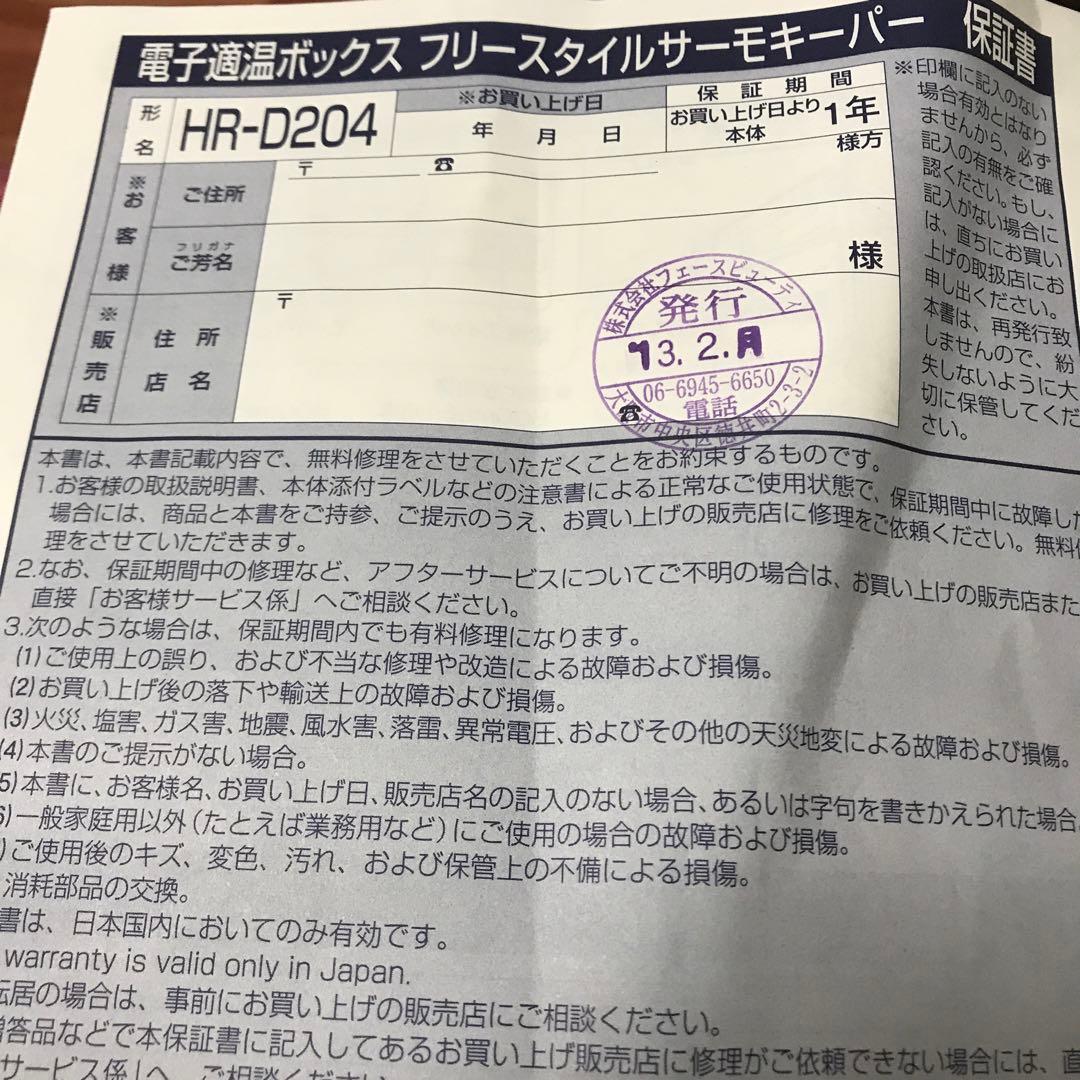 電子適温ボックス フリースタイルサーモキーパー 保証書
形名
HR-D204
※お買い上げ日
年 月 日
保証期間
お買い上げ日より
本体
1年
※お客様
ご住所
〒 ☎
様方
フリガナ
ご芳名
様
※販売店
住所
店名
〒
☎
株式会社フェースビューティ
発行
'13.2.月
06-6945-6650
電話
市中央区徳井町2-3-2
※印欄に記入のない
場合有効とはなり
ませんから、必ず
記入の有無をご確
認ください。もし、
記入がない場合に
は、直ちにお買い
上げの取扱店にお
申し出ください。
本書は、再発行致
しませんので、紛
失しないように大
切に保管してくだ
さい。
本書は、本書記載内容で、無料修理をさせていただくことをお約束するものです。
1.お客様の取扱説明書、本体添付ラベルなどの注意書による正常なご使用状態で、保証期間中に故障した
場合には、商品と本書をご持参、ご提示のうえ、お買い上げの販売店に修理をご依頼ください。無料修
理をさせていただきます。
2.なお、保証期間中の修理など、アフターサービスについてご不明の場合は、お買い上げの販売店また
直接「お客様サービス係」へご相談ください。
3.次のような場合は、保証期間内でも有料修理になります。
(1)ご使用上の誤り、および不当な修理や改造による故障および損傷。
(2)お買い上げ後の落下や輸送上の故障および損傷。
(3)火災、塩害、ガス害、地震、風水害、落雷、異常電圧、およびその他の天災地変による故障および損傷。
(4)本書のご提示がない場合。
5)本書に、お客様名、お買い上げ日、販売店名の記入のない場合、あるいは字句を書きかえられた場合
6)一般家庭用以外(たとえば業務用など)にご使用の場合の故障および損傷。
)ご使用後のキズ、変色、汚れ、および保管上の不備による損傷。
消耗部品の交換。
書は、日本国内においてのみ有効です。
warranty is valid only in Japan.
転居の場合は、事前にお買い上げの販売店にご相談ください。
贈答品などで本保証書に記入してあるお買い上げ販売店に修理がご依頼できない場合には、直
サービス係」へ、ご相談ください